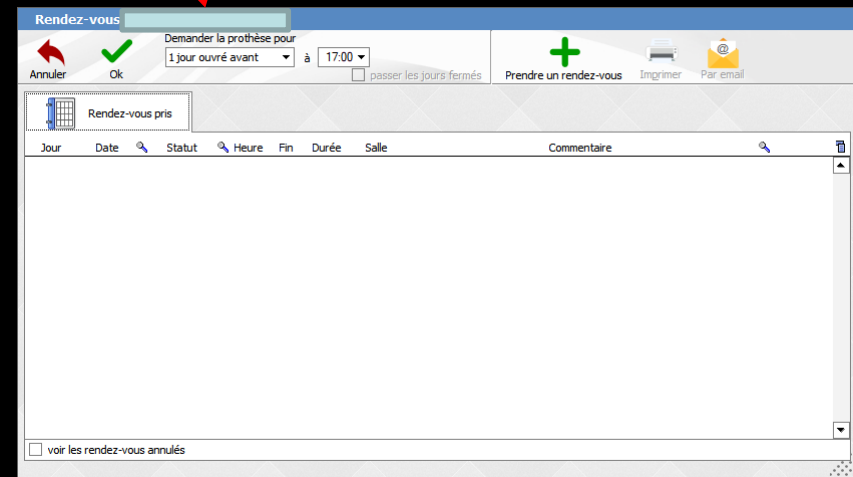 Rendez-vous
Demander la prothèse pour
1 jour ouvré avant à 17:00
passer les jours fermés
Annuler Ok Prendre un rendez-vous Imprimer Par email
Rendez-vous pris
Jour Date Statut Heure Fin Durée Salle Commentaire
voir les rendez-vous annulés